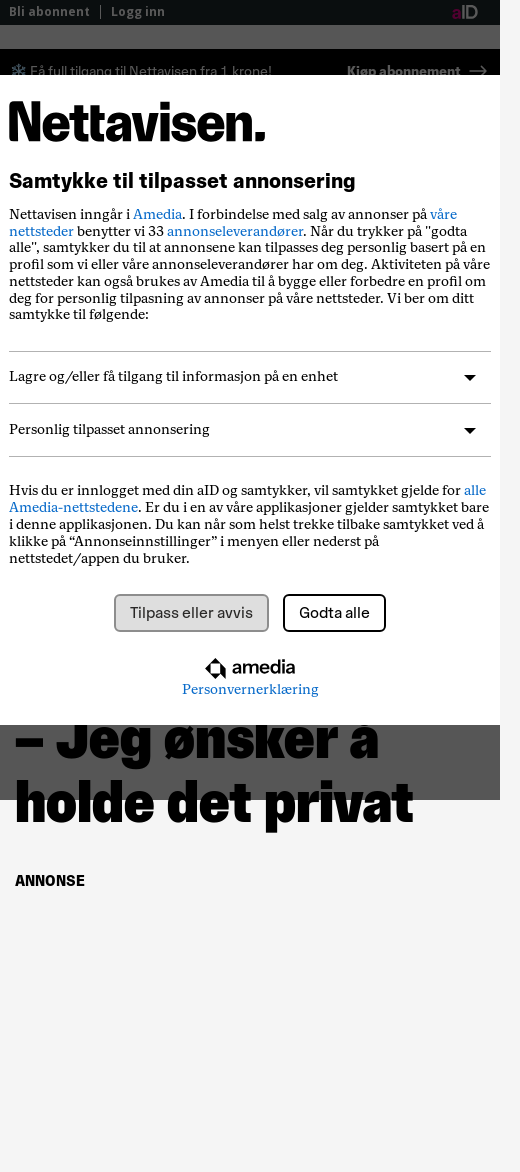 Bli abonnent | Logg inn
aID
Få full tilgang til Nettavisen fra 1 krone!
Kjøp abonnement
Nettavisen.
Samtykke til tilpasset annonsering
Nettavisen inngår i Amedia. I forbindelse med salg av annonser på våre
nettsteder benytter vi 33 annonseleverandører. Når du trykker på "godta
alle", samtykker du til at annonsene kan tilpasses deg personlig basert på en
profil som vi eller våre annonseleverandører har om deg. Aktiviteten på våre
nettsteder kan også brukes av Amedia til å bygge eller forbedre en profil om
deg for personlig tilpasning av annonser på våre nettsteder. Vi ber om ditt
samtykke til følgende:
Lagre og/eller få tilgang til informasjon på en enhet
Personlig tilpasset annonsering
Hvis du er innlogget med din aID og samtykker, vil samtykket gjelde for alle
Amedia-nettstedene. Er du i en av våre applikasjoner gjelder samtykket bare
i denne applikasjonen. Du kan når som helst trekke tilbake samtykket ved å
klikke på “Annonseinnstillinger” i menyen eller nederst på
nettstedet/appen du bruker.
Tilpass eller avvis
Godta alle
amedia
Personvernerklæring
– Jeg ønsker å
holde det privat
ANNONSE